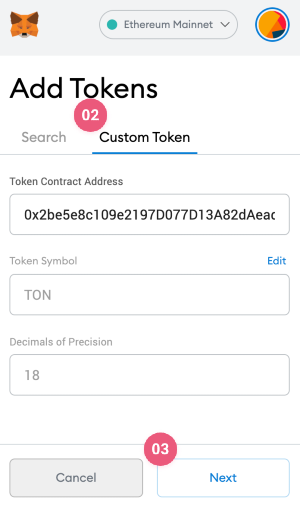 Ethereum Mainnet
Add Tokens
02
Search
Custom Token
Token Contract Address
0x2be5e8c109e2197D077D13A82dAeac
Token Symbol
Edit
TON
Decimals of Precision
18
03
Cancel
Next